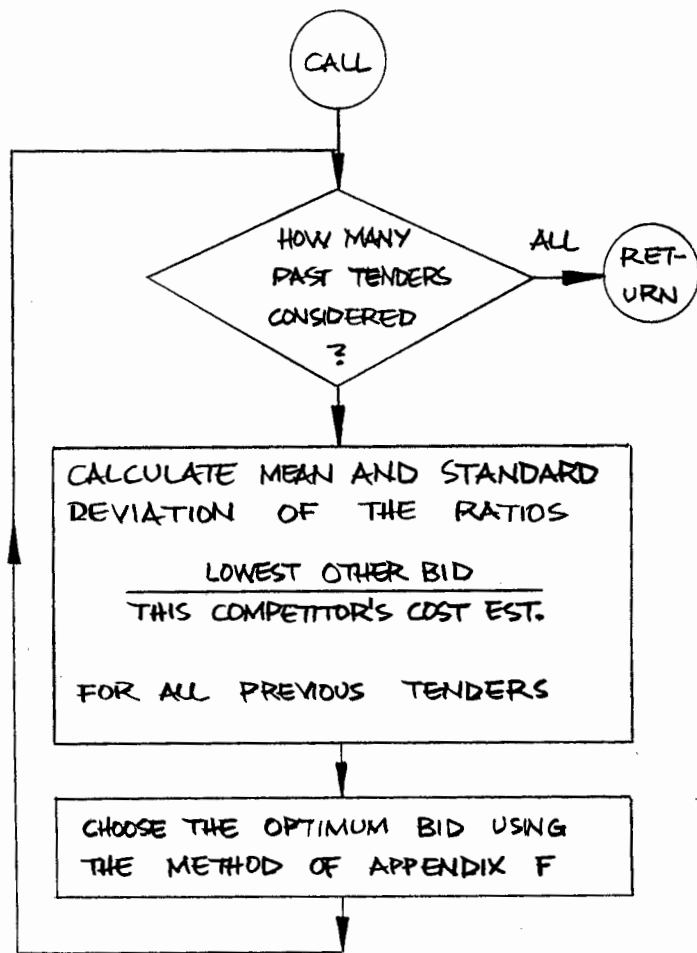 CALL
HOW MANY
PAST TENDERS
CONSIDERED
?
ALL
RET-
URN
CALCULATE MEAN AND STANDARD
DEVIATION OF THE RATIOS
LOWEST OTHER BID
THIS COMPETITOR'S COST EST.
FOR ALL PREVIOUS TENDERS
CHOOSE THE OPTIMUM BID USING
THE METHOD OF APPENDIX F